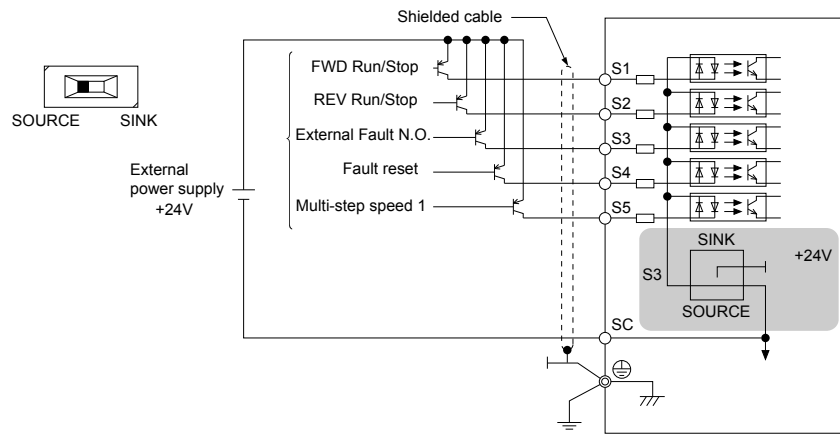 Shielded cable
SOURCE SINK
External
power supply
+24V
FWD Run/Stop
REV Run/Stop
External Fault N.O.
Fault reset
Multi-step speed 1
S1
S2
S3
S4
S5
SINK
+24V
S3
SOURCE
SC